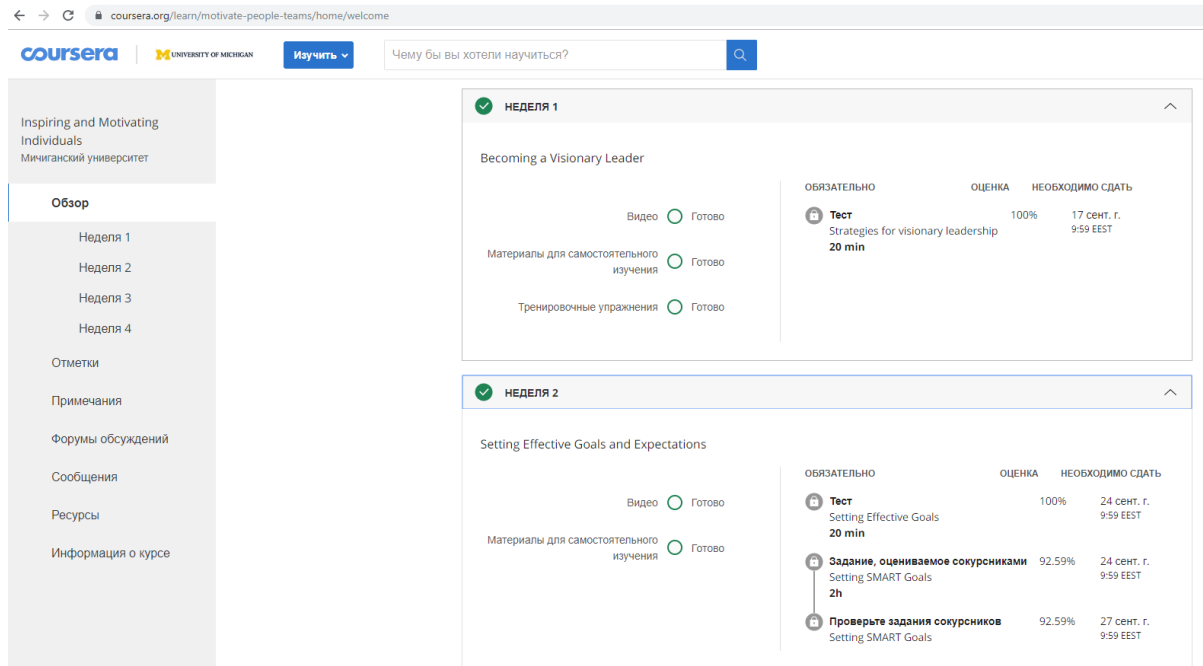 coursera.org/learn/motivate-people-teams/home/welcome
coursera
M UNIVERSITY OF MICHIGAN
Изучить
Чему бы вы хотели научиться?
Inspiring and Motivating
Individuals
Мичиганский университет
Обзор
Неделя 1
Неделя 2
Неделя 3
Неделя 4
Отметки
Примечания
Форумы обсуждений
Сообщения
Ресурсы
Информация о курсе
НЕДЕЛЯ 1
Becoming a Visionary Leader
Видео Готово
Материалы для самостоятельного
изучения Готово
Тренировочные упражнения Готово
ОБЯЗАТЕЛЬНО ОЦЕНКА НЕОБХОДИМО СДАТЬ
Тест 100% 17 сент. г.
Strategies for visionary leadership 9:59 EEST
20 min
НЕДЕЛЯ 2
Setting Effective Goals and Expectations
Видео Готово
Материалы для самостоятельного
изучения Готово
ОБЯЗАТЕЛЬНО ОЦЕНКА НЕОБХОДИМО СДАТЬ
Тест 100% 24 сент. г.
Setting Effective Goals 9:59 EEST
20 min
Задание, оцениваемое сокурсниками 92.59% 24 сент. г.
Setting SMART Goals 9:59 EEST
2h
Проверьте задания сокурсников 92.59% 27 сент. г.
Setting SMART Goals 9:59 EEST